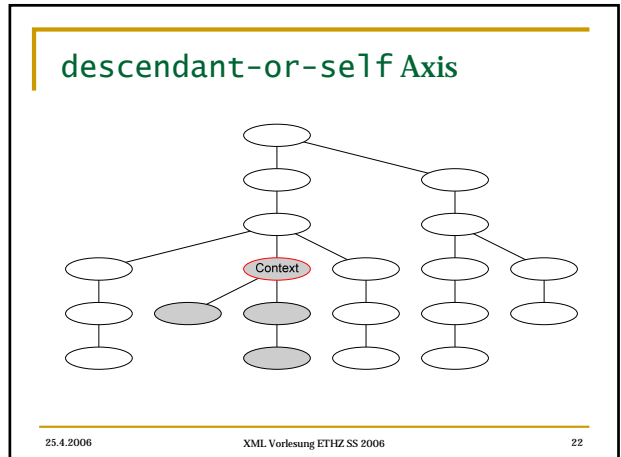 descendant-or-self Axis
Context
25.4.2006 XML Vorlesung ETHZ SS 2006 22